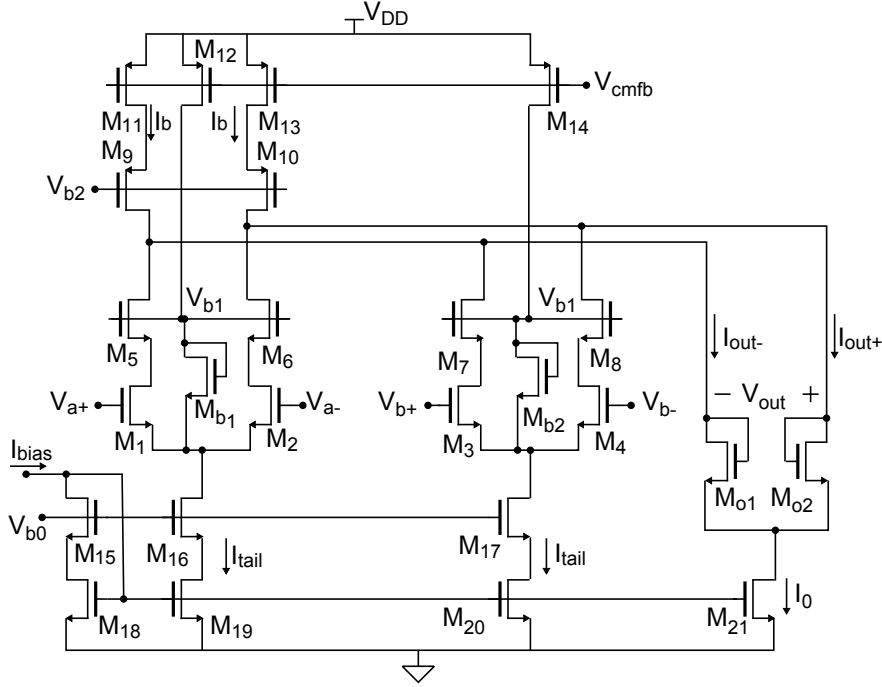 V_DD
M_12
V_cmfb
M_11 I_b I_b M_13 M_14
M_9 M_10
V_b2
V_b1 V_b1
M_5 M_6 M_7 M_8 I_out- I_out+
V_a+ M_b1 V_a- V_b+ M_b2 V_b- − V_out +
M_1 M_2 M_3 M_4
I_bias M_o1 M_o2
V_b0
M_15 M_16 I_tail M_17 I_tail
M_18 M_19 M_20 M_21 I_0